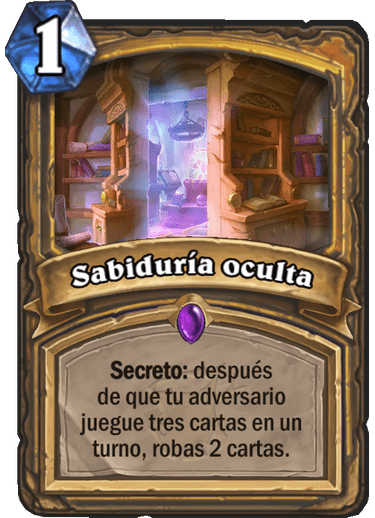 1
Sabiduría oculta
Secreto: después
de que tu adversario
juegue tres cartas en un
turno, robas 2 cartas.